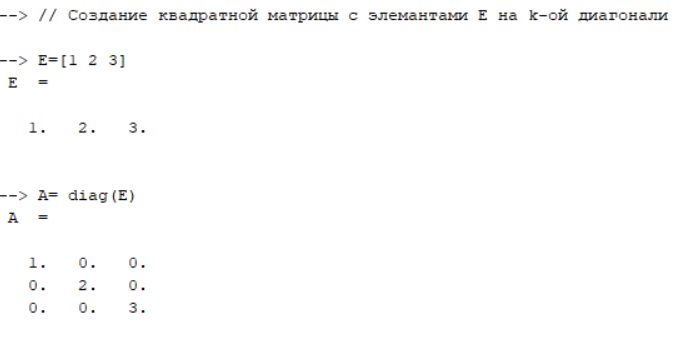 --> // Создание квадратной матрицы с элемантами E на k-ой диагонали
--> E=[1 2 3]
E =
1. 2. 3.
--> A= diag(E)
A =
1. 0. 0.
0. 2. 0.
0. 0. 3.